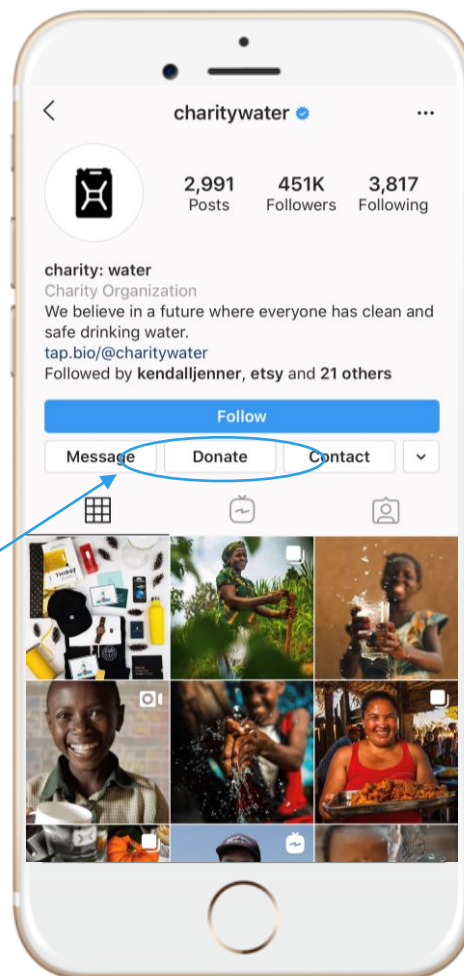 charitywater
2,991 451K 3,817
Posts Followers Following
charity: water
Charity Organization
We believe in a future where everyone has clean and
safe drinking water.
tap.bio/@charitywater
Followed by kendalljenner, etsy and 21 others
Follow
Message Donate Contact
THIRST